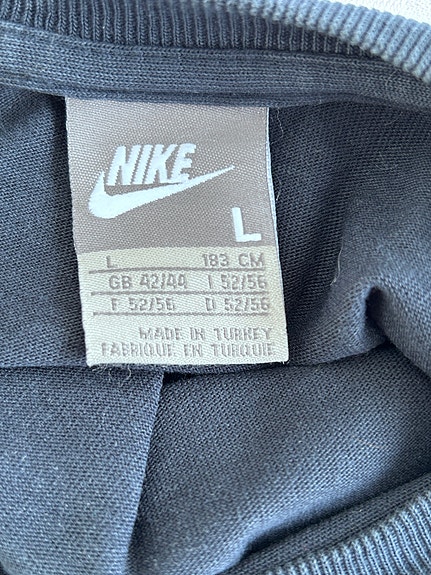 NIKE
L
L 183 CM
GB 42/44 I 52/56
F 52/56 D 52/56
MADE IN TURKEY
FABRIQUE EN TURQUIE